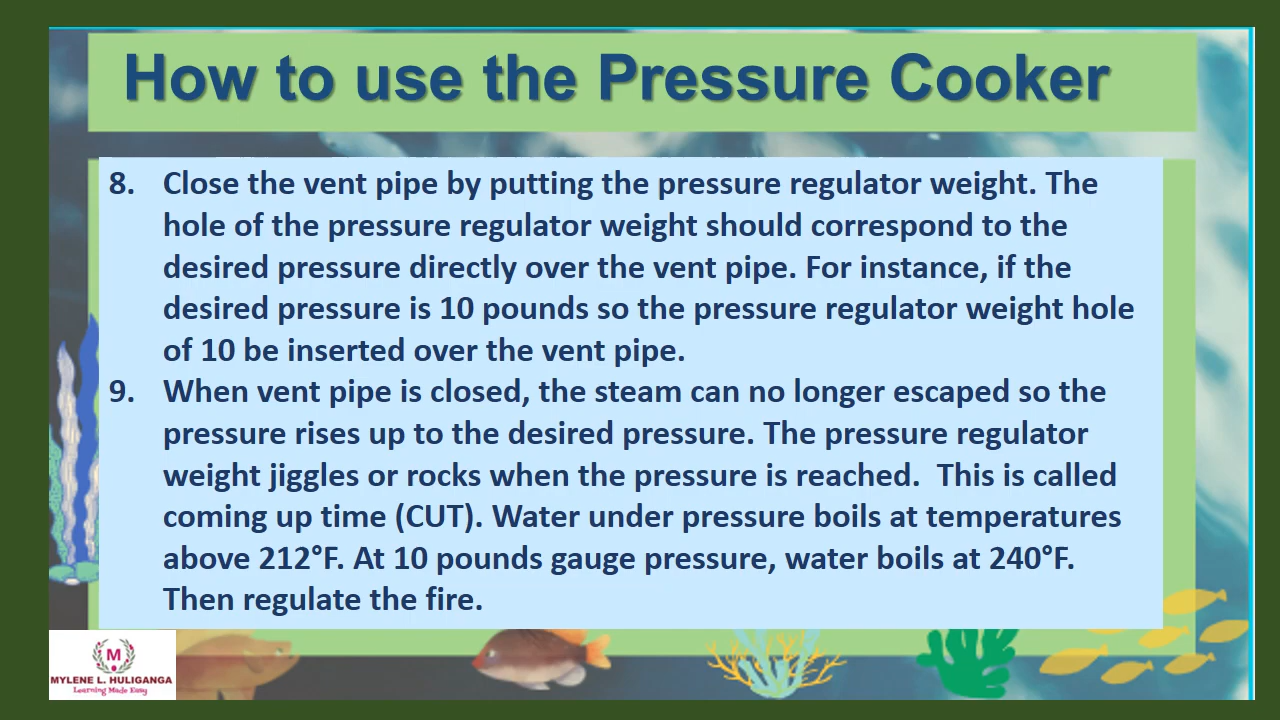 How to use the Pressure Cooker
8. Close the vent pipe by putting the pressure regulator weight. The
hole of the pressure regulator weight should correspond to the
desired pressure directly over the vent pipe. For instance, if the
desired pressure is 10 pounds so the pressure regulator weight hole
of 10 be inserted over the vent pipe.
9. When vent pipe is closed, the steam can no longer escaped so the
pressure rises up to the desired pressure. The pressure regulator
weight jiggles or rocks when the pressure is reached.  This is called
coming up time (CUT). Water under pressure boils at temperatures
above 212°F. At 10 pounds gauge pressure, water boils at 240°F.
Then regulate the fire.
M
MYLENE L. HULIGANGA
Learning Made Easy